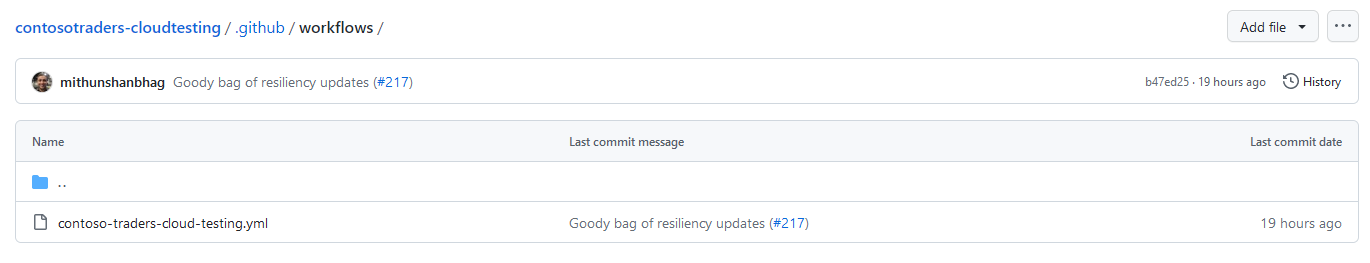 contosotraders-cloudtesting / .github / workflows / Add file ...
mithunshanbhag Goody bag of resiliency updates (#217) b47ed25 · 19 hours ago History
Name Last commit message Last commit date
..
contoso-traders-cloud-testing.yml Goody bag of resiliency updates (#217) 19 hours ago